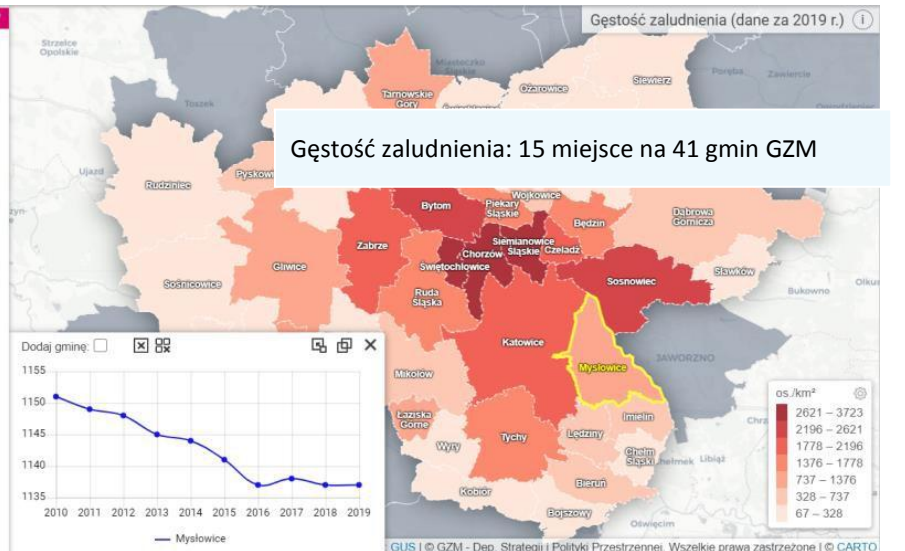 Gęstość zaludnienia (dane za 2019 r.) i
Strzelce
Opolskie
Miasteczko
Śląskie
Tarnowskie
Góry
Ożarowice
Siewierz
Poręba
Zawiercie
Toszek
Gęstość zaludnienia: 15 miejsce na 41 gmin GZM
Ujazd
Rudziniec
Wojkowice
Bytom
Piekary
Śląskie
Będzin
Dąbrowa
Górnicza
Zabrze
Siemianowice
Chorzów Śląskie Czeladź
Świętochłowice
Gliwice
Sosnowiec
Sławków
Sośnicowice
Bukowno
Ruda
Śląska
Katowice
JAWORZNO
Mysłowice
Mikołów
Imielin
Łaziska
Górne
Wyry
Tychy
Lędziny
Chełm
Śląski
Libiąż
Bieruń
Kobiór
Bojszowy
Oświęcim
Dodaj gminę:
1155
1150
1145
1140
1135
2010 2011 2012 2013 2014 2015 2016 2017 2018 2019
Mysłowice
os./km²
2621 – 3723
2196 – 2621
1778 – 2196
1376 – 1778
737 – 1376
328 – 737
67 – 328
GUS | © GZM - Dep. Strategii i Polityki Przestrzennej. Wszelkie prawa zastrzeżone | © CARTO